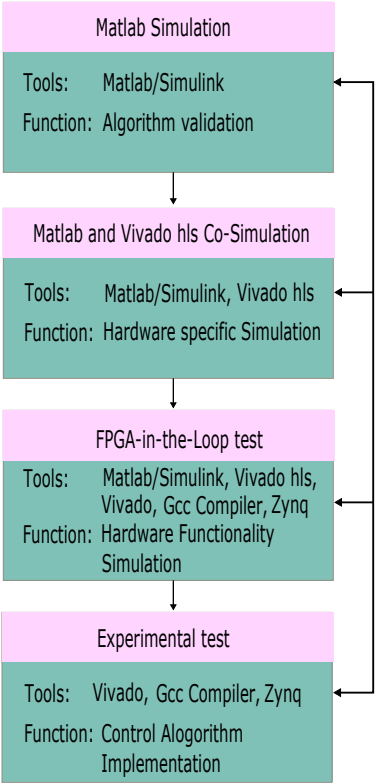 Matlab Simulation
Tools: Matlab/Simulink
Function: Algorithm validation
Matlab and Vivado hls Co-Simulation
Tools: Matlab/Simulink, Vivado hls
Function: Hardware specific Simulation
FPGA-in-the-Loop test
Tools: Matlab/Simulink, Vivado hls,
Vivado, Gcc Compiler, Zynq
Function: Hardware Functionality
Simulation
Experimental test
Tools: Vivado, Gcc Compiler, Zynq
Function: Control Alogorithm
Implementation